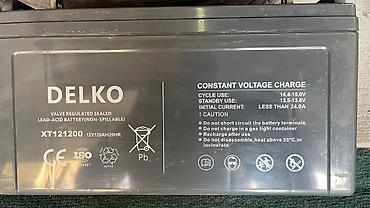 DELKO
VALVE REGULATED SEALED
LEAD-ACID BATTERY(NON-SPILLABLE)
XT121200 12V120AH/20HR
CE ISO Pb
CONSTANT VOLTAGE CHARGE
CYCLE USE: 14.4-15.0V
STANDBY USE: 13.5-13.8V
INITIAL CURRENT: LESS THAN 24.0A
! CAUTION
Do not short circuit the battery terminals
Do not charge in a gas tight container
Recharge after use
Do not disassemble,heat above 55°C,or
incinerate